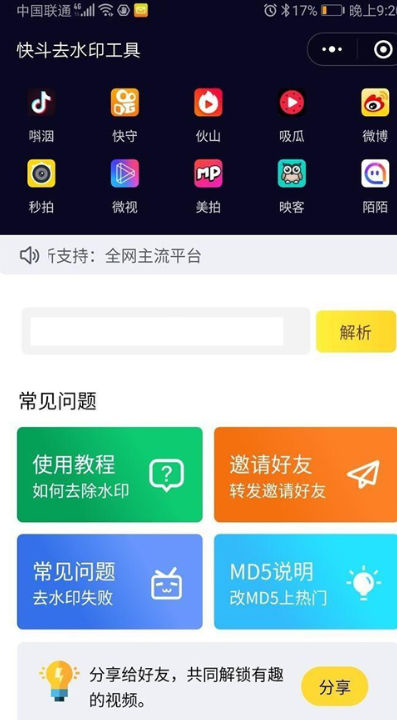 中国联通 4G 17% 晚上9:20
快斗去水印工具
抖洇 快守 伙山 吸瓜 微博
秒拍 微视 美拍 映客 陌陌
斤支持：全网主流平台
解析
常见问题
使用教程 邀请好友
如何去除水印 转发邀请好友
常见问题 MD5说明
去水印失败 改MD5上热门
分享给好友，共同解锁有趣
的视频。
分享